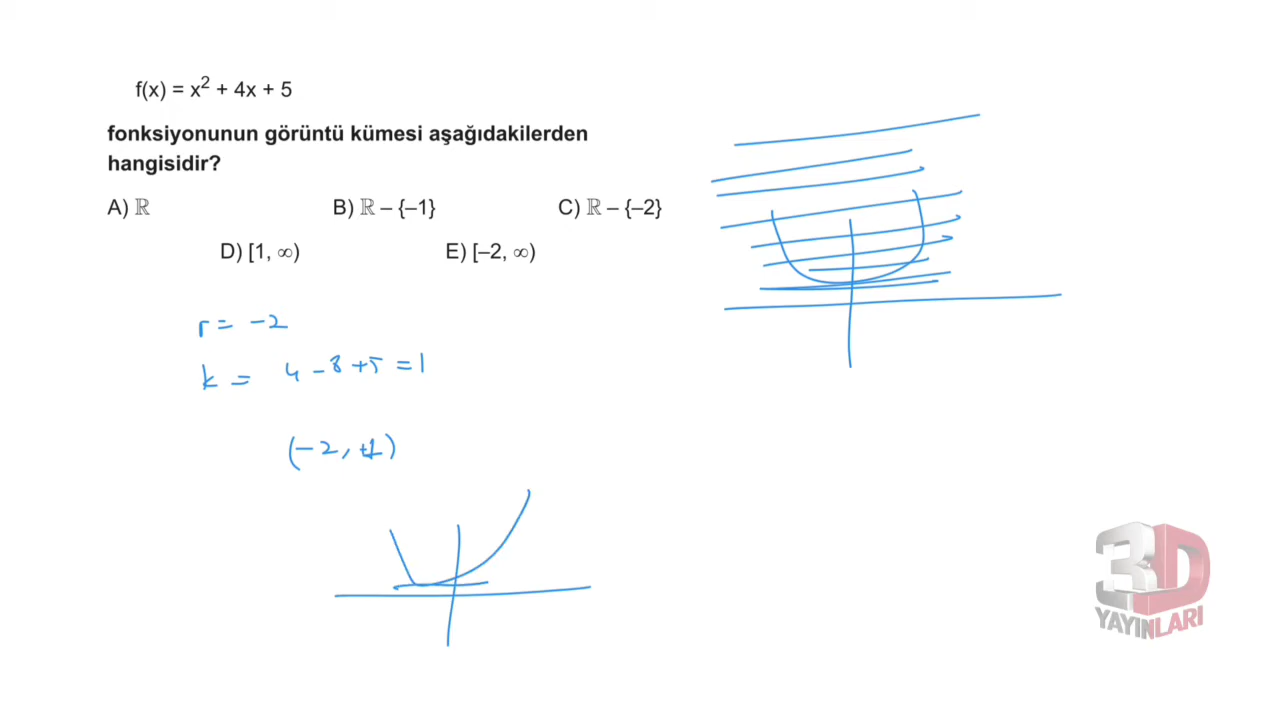 f(x) = x² + 4x + 5
fonksiyonunun görüntü kümesi aşağıdakilerden
hangisidir?
A) ℝ B) ℝ – {–1} C) ℝ – {–2}
D) [1, ∞) E) [–2, ∞)
r = -2
k = 4 - 8 + 5 = 1
(-2, +1)
3D
YAYINLARI